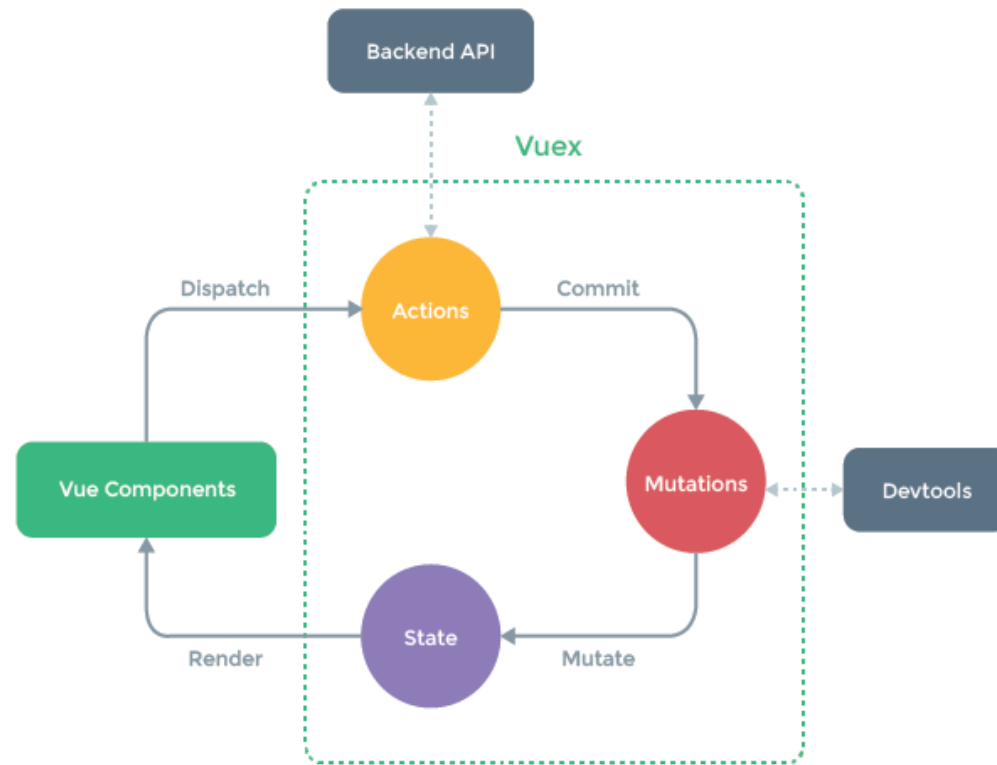 Backend API
Vuex
Dispatch
Commit
Actions
Vue Components
Mutations
Devtools
State
Render
Mutate